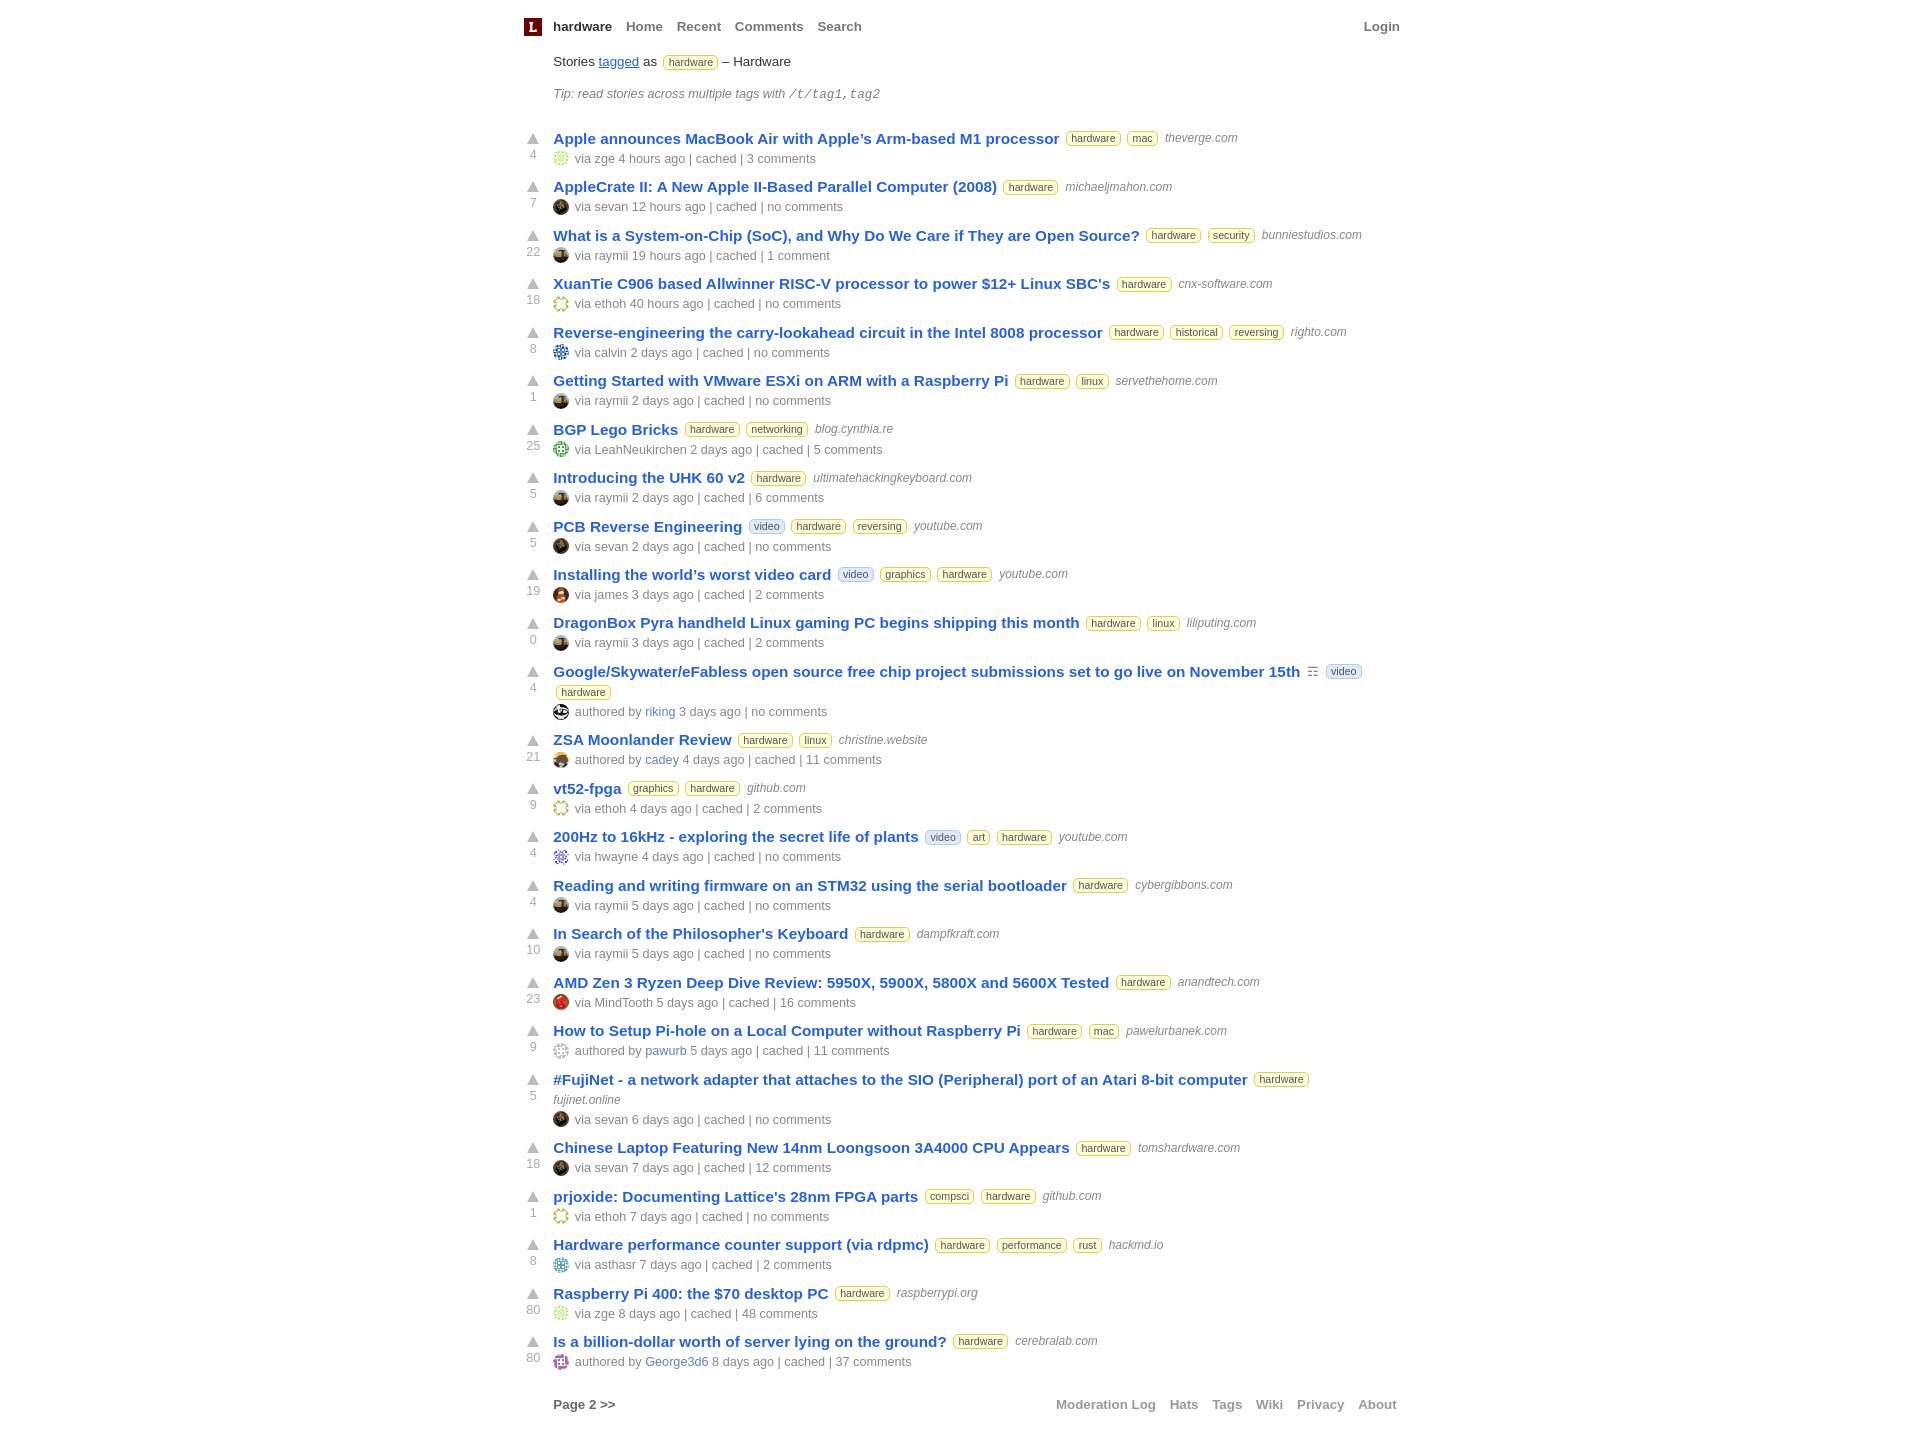 L hardware Home Recent Comments Search Login
Stories tagged as hardware – Hardware
Tip: read stories across multiple tags with /t/tag1,tag2
Apple announces MacBook Air with Apple’s Arm-based M1 processor hardware mac theverge.com
4 via zge 4 hours ago | cached | 3 comments
AppleCrate II: A New Apple II-Based Parallel Computer (2008) hardware michaeljmahon.com
7 via sevan 12 hours ago | cached | no comments
What is a System-on-Chip (SoC), and Why Do We Care if They are Open Source? hardware security bunniestudios.com
22 via raymii 19 hours ago | cached | 1 comment
XuanTie C906 based Allwinner RISC-V processor to power $12+ Linux SBC's hardware cnx-software.com
18 via ethoh 40 hours ago | cached | no comments
Reverse-engineering the carry-lookahead circuit in the Intel 8008 processor hardware historical reversing righto.com
8 via calvin 2 days ago | cached | no comments
Getting Started with VMware ESXi on ARM with a Raspberry Pi hardware linux servethehome.com
1 via raymii 2 days ago | cached | no comments
BGP Lego Bricks hardware networking blog.cynthia.re
25 via LeahNeukirchen 2 days ago | cached | 5 comments
Introducing the UHK 60 v2 hardware ultimatehackingkeyboard.com
5 via raymii 2 days ago | cached | 6 comments
PCB Reverse Engineering video hardware reversing youtube.com
5 via sevan 2 days ago | cached | no comments
Installing the world’s worst video card video graphics hardware youtube.com
19 via james 3 days ago | cached | 2 comments
DragonBox Pyra handheld Linux gaming PC begins shipping this month hardware linux liliputing.com
0 via raymii 3 days ago | cached | 2 comments
Google/Skywater/eFabless open source free chip project submissions set to go live on November 15th ☶ video
4 hardware
authored by riking 3 days ago | no comments
ZSA Moonlander Review hardware linux christine.website
21 authored by cadey 4 days ago | cached | 11 comments
vt52-fpga graphics hardware github.com
9 via ethoh 4 days ago | cached | 2 comments
200Hz to 16kHz - exploring the secret life of plants video art hardware youtube.com
4 via hwayne 4 days ago | cached | no comments
Reading and writing firmware on an STM32 using the serial bootloader hardware cybergibbons.com
4 via raymii 5 days ago | cached | no comments
In Search of the Philosopher's Keyboard hardware dampfkraft.com
10 via raymii 5 days ago | cached | no comments
AMD Zen 3 Ryzen Deep Dive Review: 5950X, 5900X, 5800X and 5600X Tested hardware anandtech.com
23 via MindTooth 5 days ago | cached | 16 comments
How to Setup Pi-hole on a Local Computer without Raspberry Pi hardware mac pawelurbanek.com
9 authored by pawurb 5 days ago | cached | 11 comments
#FujiNet - a network adapter that attaches to the SIO (Peripheral) port of an Atari 8-bit computer hardware
5 fujinet.online
via sevan 6 days ago | cached | no comments
Chinese Laptop Featuring New 14nm Loongsoon 3A4000 CPU Appears hardware tomshardware.com
18 via sevan 7 days ago | cached | 12 comments
prjoxide: Documenting Lattice's 28nm FPGA parts compsci hardware github.com
1 via ethoh 7 days ago | cached | no comments
Hardware performance counter support (via rdpmc) hardware performance rust hackmd.io
8 via asthasr 7 days ago | cached | 2 comments
Raspberry Pi 400: the $70 desktop PC hardware raspberrypi.org
80 via zge 8 days ago | cached | 48 comments
Is a billion-dollar worth of server lying on the ground? hardware cerebralab.com
80 authored by George3d6 8 days ago | cached | 37 comments
Page 2 >> Moderation Log Hats Tags Wiki Privacy About